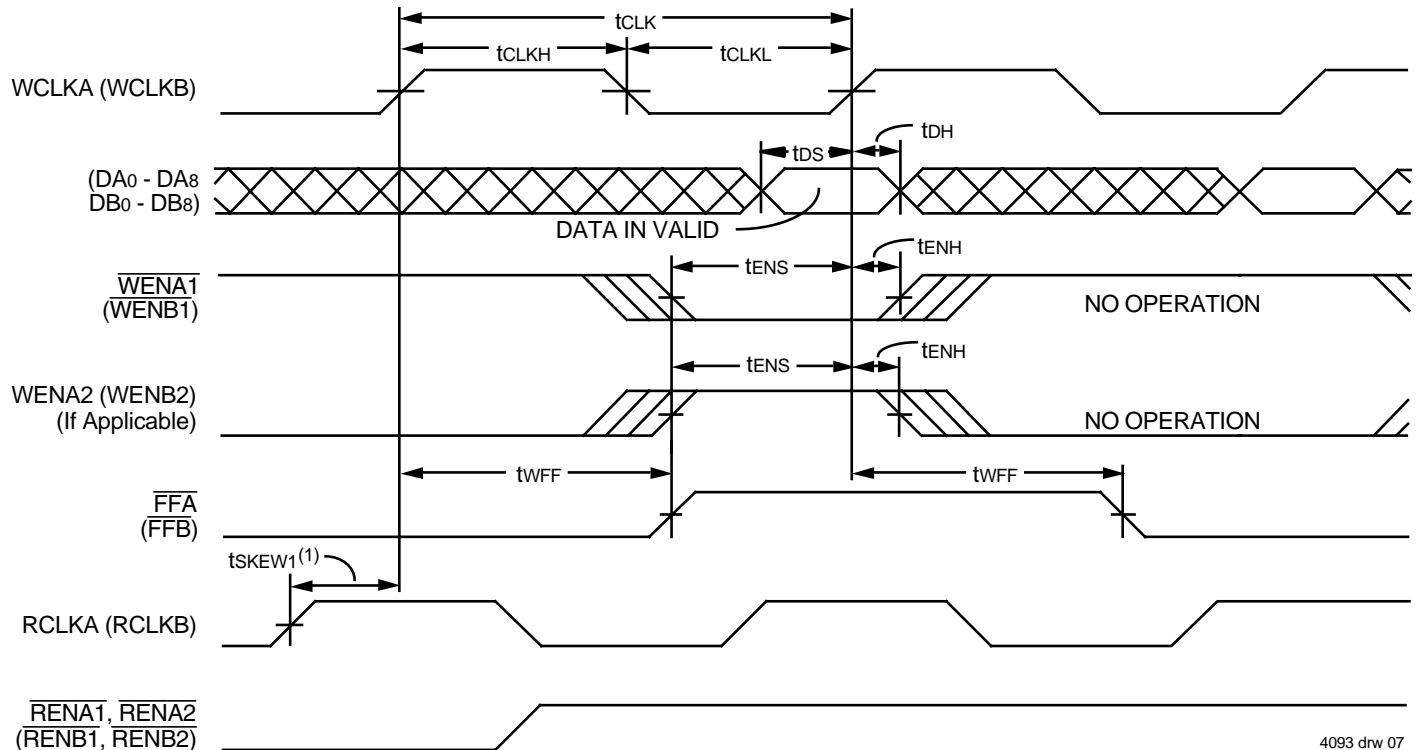 tCLK
tCLKH
tCLKL
WCLKA (WCLKB)
tDH
tDS
(DA0 - DA8
DB0 - DB8)
DATA IN VALID
tENH
tENS
WENA1
(WENB1)
NO OPERATION
tENH
tENS
WENA2 (WENB2)
(If Applicable)
NO OPERATION
tWFF
tWFF
FFA
(FFB)
tSKEW1(1)
RCLKA (RCLKB)
RENA1, RENA2
(RENB1, RENB2)
4093 drw 07